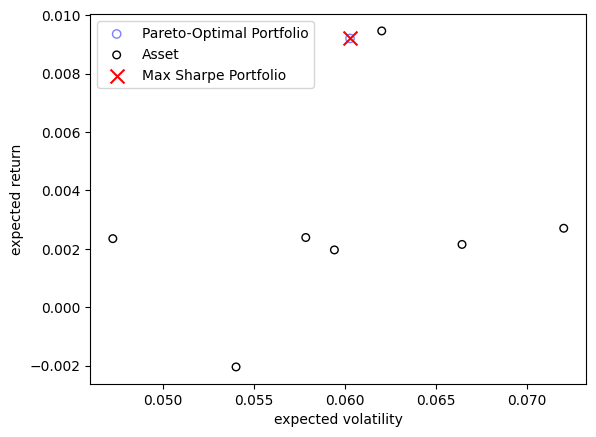 0.010
0.008
0.006
0.004
0.002
0.000
−0.002
expected return
Pareto-Optimal Portfolio
Asset
Max Sharpe Portfolio
0.050 0.055 0.060 0.065 0.070
expected volatility